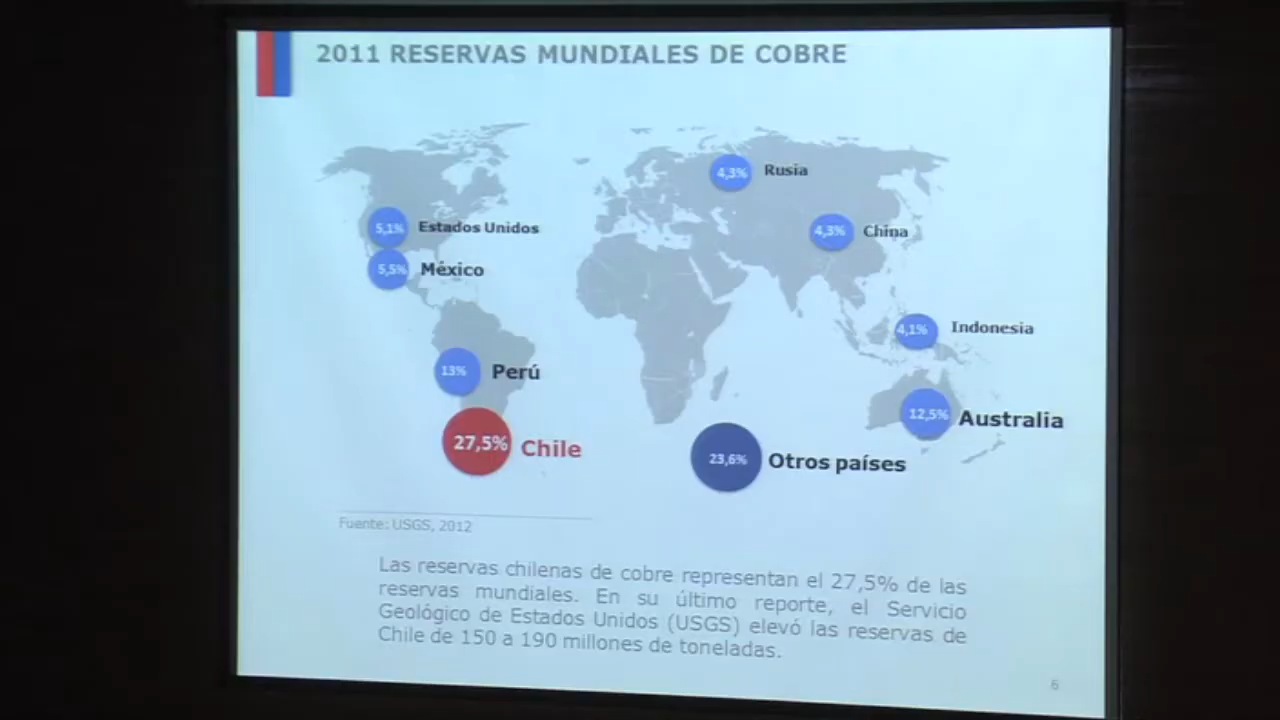 2011 RESERVAS MUNDIALES DE COBRE
4,3% Rusia
5,1% Estados Unidos
4,3% China
5,5% México
4,1% Indonesia
13% Perú
12,5% Australia
27,5% Chile
23,6% Otros países
Fuente: USGS, 2012
Las reservas chilenas de cobre representan el 27,5% de las
reservas mundiales. En su último reporte, el Servicio
Geológico de Estados Unidos (USGS) elevó las reservas de
Chile de 150 a 190 millones de toneladas.
6